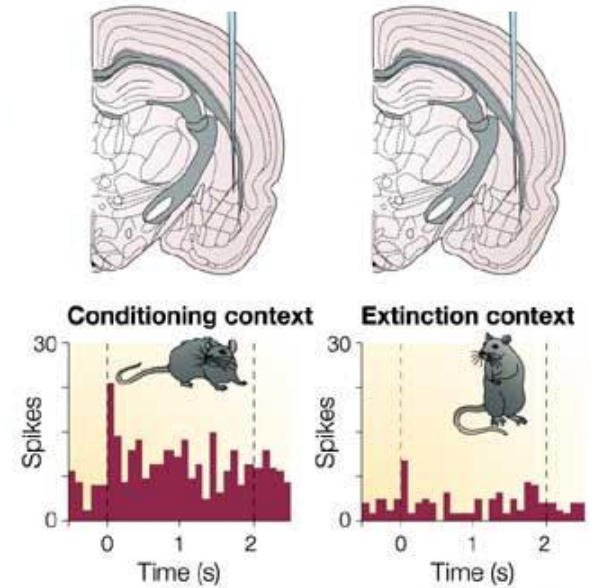 Conditioning context
Extinction context
30
Spikes
0
0
1
2
Time (s)
30
Spikes
0
0
1
2
Time (s)